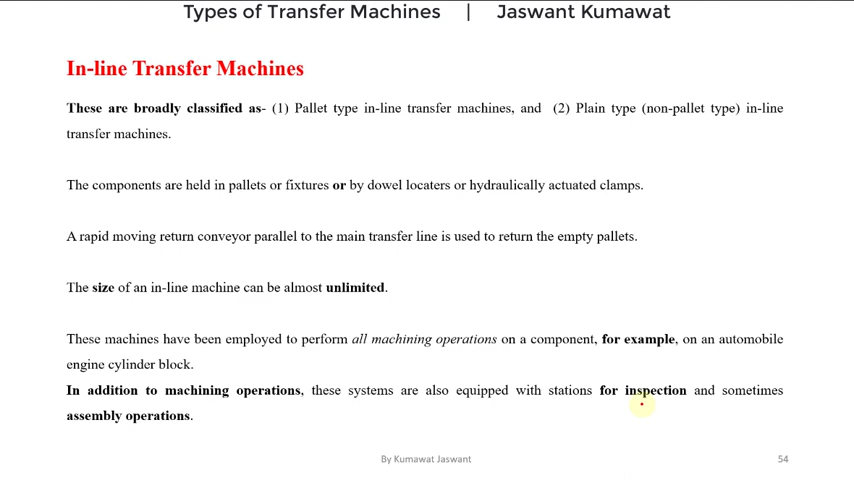 Types of Transfer Machines | Jaswant Kumawat
In-line Transfer Machines
These are broadly classified as- (1) Pallet type in-line transfer machines, and (2) Plain type (non-pallet type) in-line
transfer machines.
The components are held in pallets or fixtures or by dowel locaters or hydraulically actuated clamps.
A rapid moving return conveyor parallel to the main transfer line is used to return the empty pallets.
The size of an in-line machine can be almost unlimited.
These machines have been employed to perform all machining operations on a component, for example, on an automobile
engine cylinder block.
In addition to machining operations, these systems are also equipped with stations for inspection and sometimes
assembly operations.
By Kumawat Jaswant
54